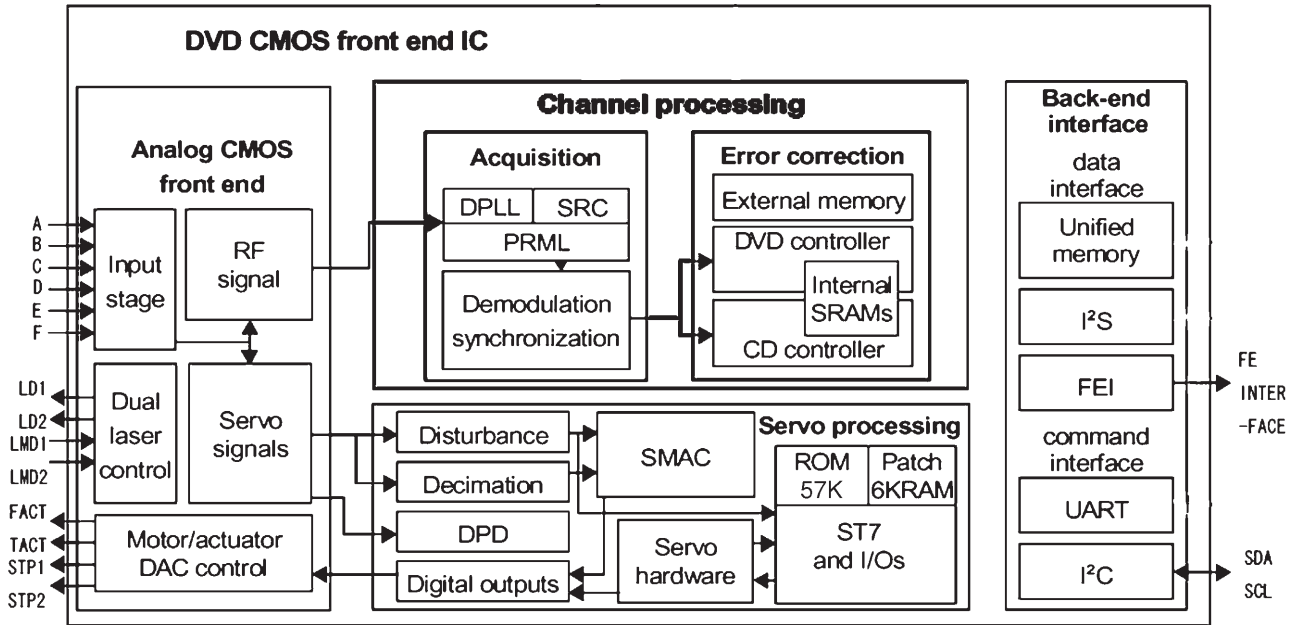 DVD CMOS front end IC
Analog CMOS
front end
A
B
C
D
E
F
Input
stage
RF
signal
LD1
LD2
LMD1
LMD2
Dual
laser
control
Servo
signals
FACT
TACT
STP1
STP2
Motor/actuator
DAC control
Channel processing
Acquisition
DPLL
SRC
PRML
Demodulation
synchronization
Error correction
External memory
DVD controller
Internal
SRAMs
CD controller
Servo processing
Disturbance
Decimation
DPD
Digital outputs
SMAC
Servo
hardware
ROM
57K
Patch
6KRAM
ST7
and I/Os
Back-end
interface
data
interface
Unified
memory
I²S
FEI
command
interface
UART
I²C
FE
INTER
-FACE
SDA
SCL